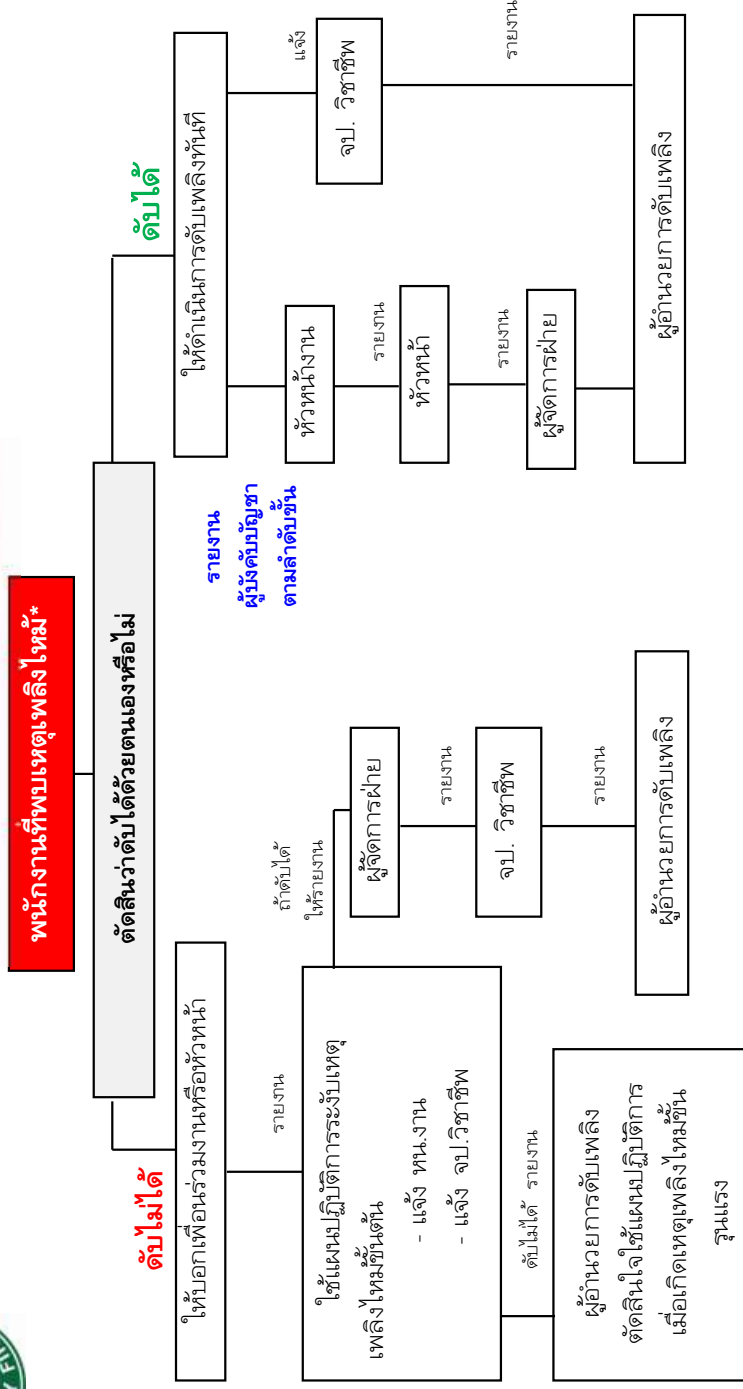 พนักงานที่พบเหตุเพลิงไหม้*
ตัดสินว่าดับได้ด้วยตนเองหรือไม่
ดับไม่ได้
ให้บอกเพื่อนร่วมงานหรือหัวหน้า
รายงาน
ใช้แผนปฏิบัติการระงับเหตุ
เพลิงไหม้ขั้นต้น
- แจ้ง หน.งาน
- แจ้ง จป.วิชาชีพ
ดับไม่ได้ รายงาน
ผู้อำนวยการดับเพลิง
ตัดสินใจใช้แผนปฏิบัติการ
เมื่อเกิดเหตุเพลิงไหม้ขั้น
รุนแรง
ถ้าดับได้
ให้รายงาน
ผู้จัดการฝ่าย
รายงาน
จป. วิชาชีพ
รายงาน
ผู้อำนวยการดับเพลิง
ดับได้
ให้ดำเนินการดับเพลิงทันที
รายงาน
ผู้บังคับบัญชา
ตามลำดับขั้น
หัวหน้างาน
รายงาน
หัวหน้า
รายงาน
ผู้จัดการฝ่าย
แจ้ง
จป. วิชาชีพ
รายงาน
ผู้อำนวยการดับเพลิง